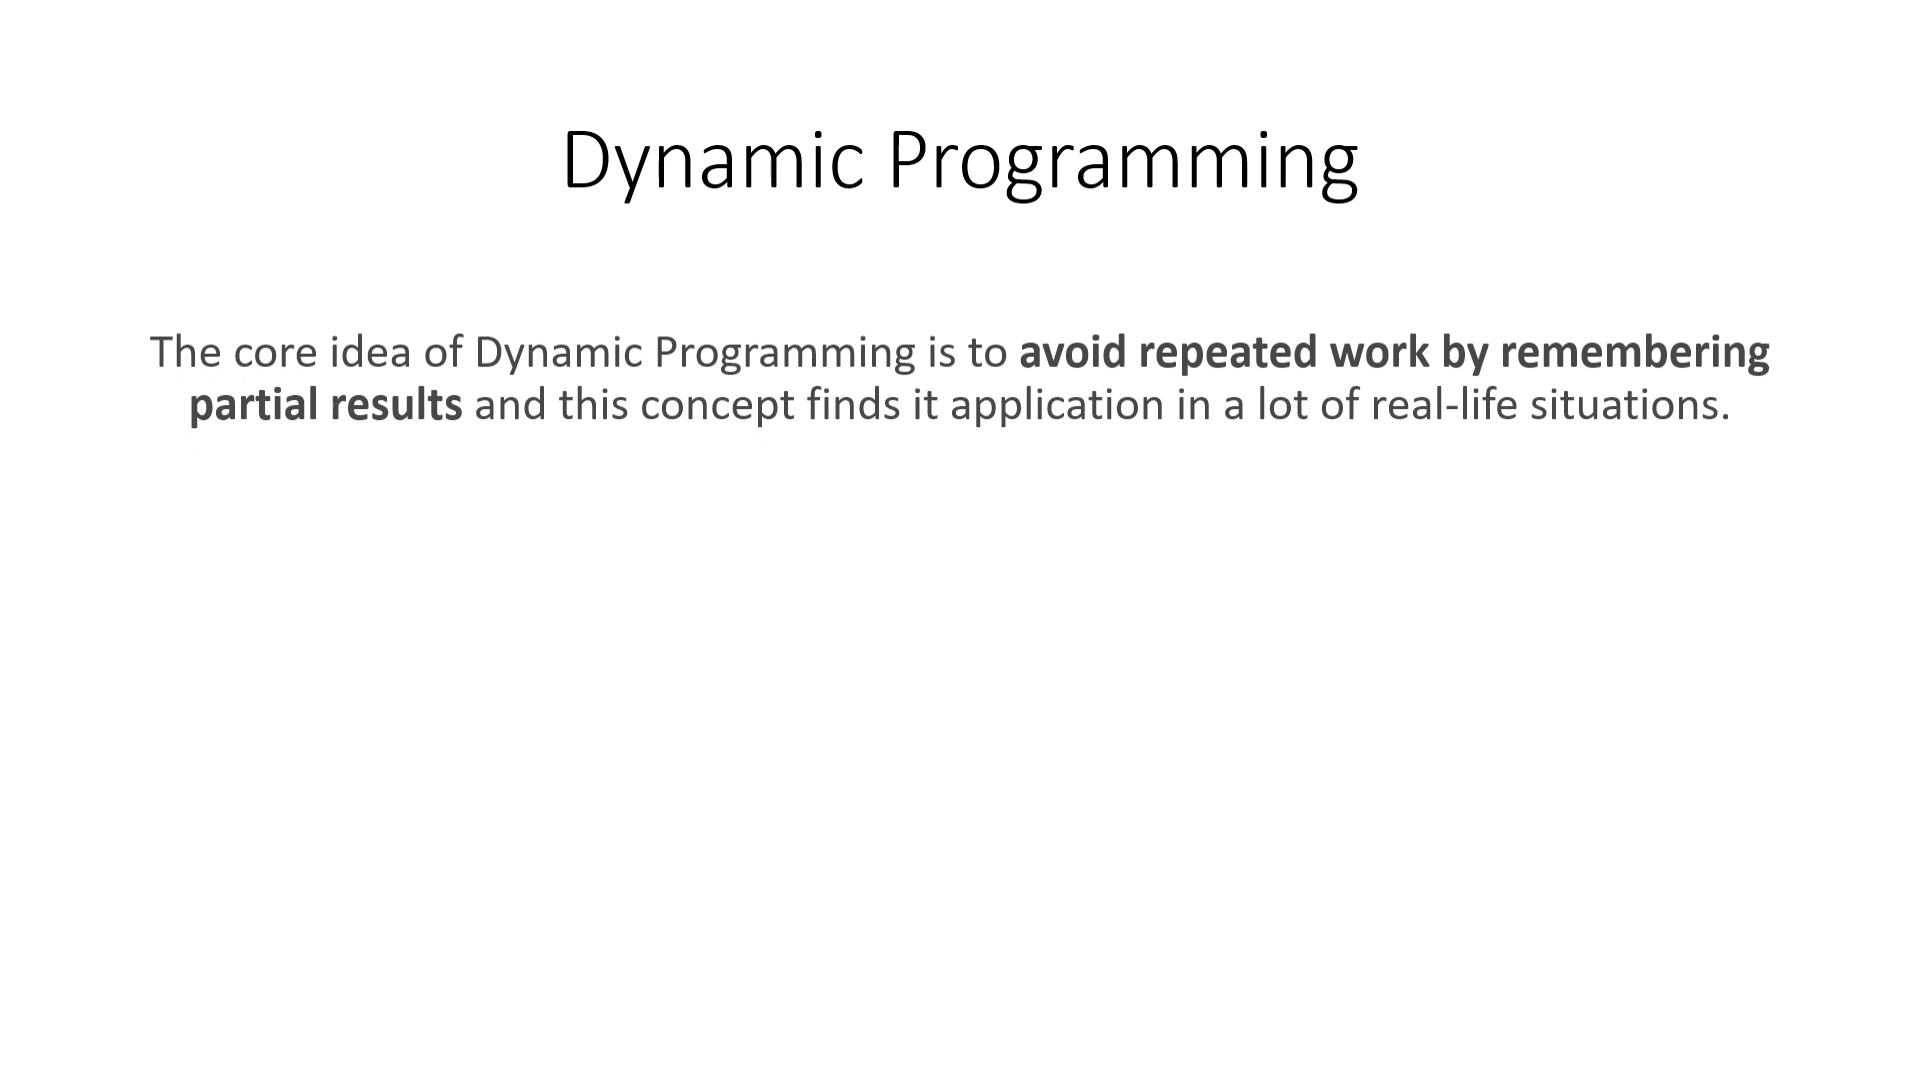 Dynamic Programming
The core idea of Dynamic Programming is to avoid repeated work by remembering
partial results and this concept finds it application in a lot of real-life situations.